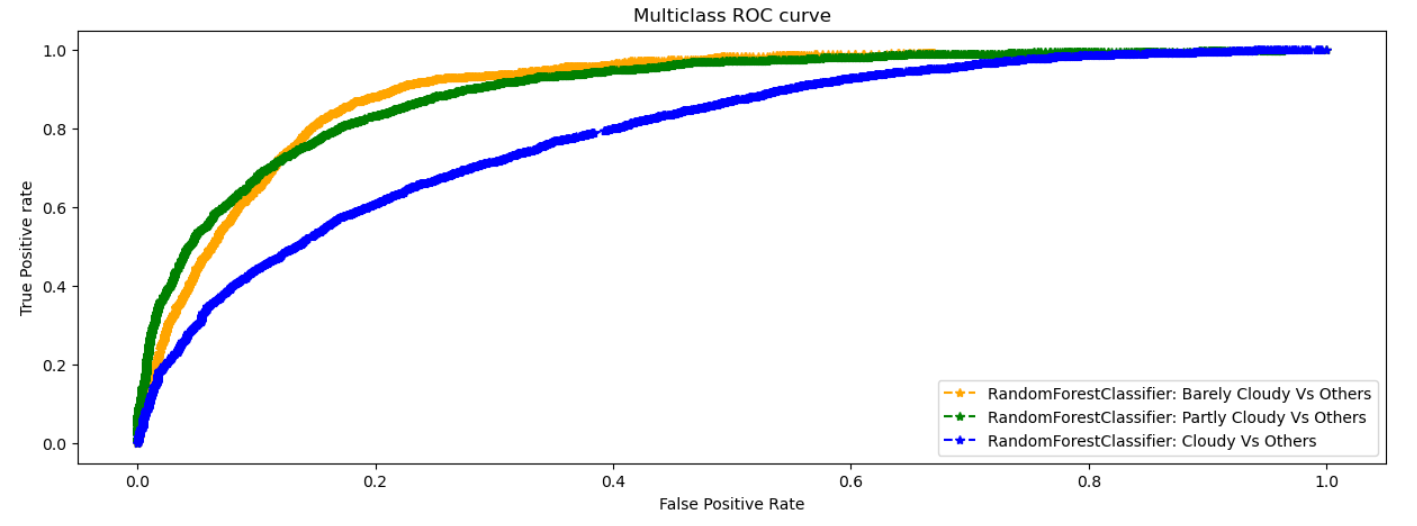 Multiclass ROC curve
1.0
0.8
0.6
0.4
0.2
0.0
True Positive rate
RandomForestClassifier: Barely Cloudy Vs Others
RandomForestClassifier: Partly Cloudy Vs Others
RandomForestClassifier: Cloudy Vs Others
0.0 0.2 0.4 0.6 0.8 1.0
False Positive Rate